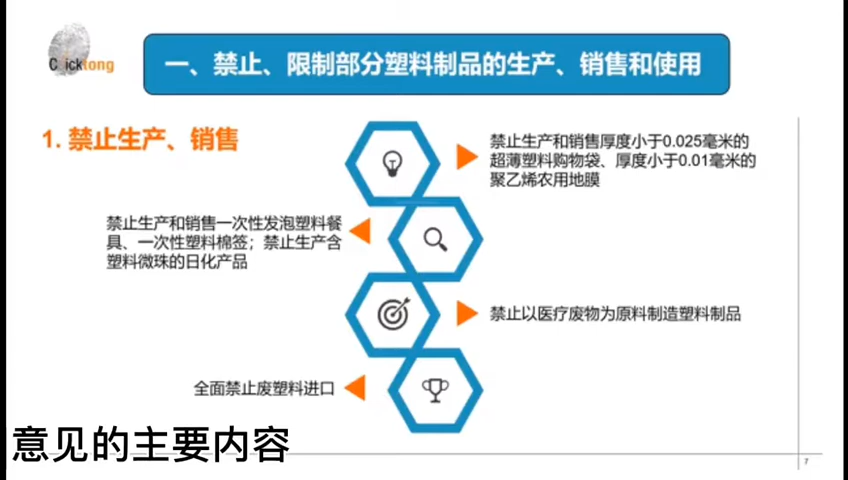 Clicktong
一、禁止、限制部分塑料制品的生产、销售和使用
1. 禁止生产、销售
禁止生产和销售厚度小于0.025毫米的
超薄塑料购物袋、厚度小于0.01毫米的
聚乙烯农用地膜
禁止生产和销售一次性发泡塑料餐
具、一次性塑料棉签；禁止生产含
塑料微珠的日化产品
禁止以医疗废物为原料制造塑料制品
全面禁止废塑料进口
意见的主要内容
7